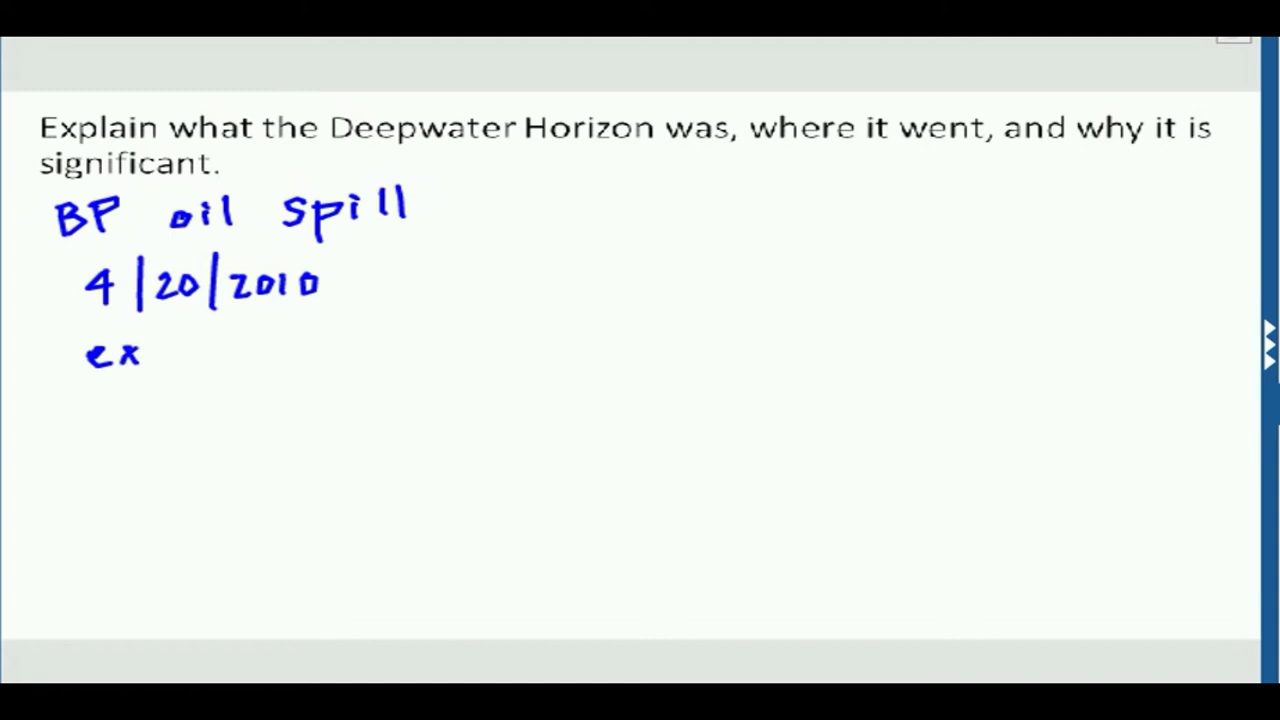 Explain what the Deepwater Horizon was, where it went, and why it is
significant.
BP oil spill
4/20/2010
ex